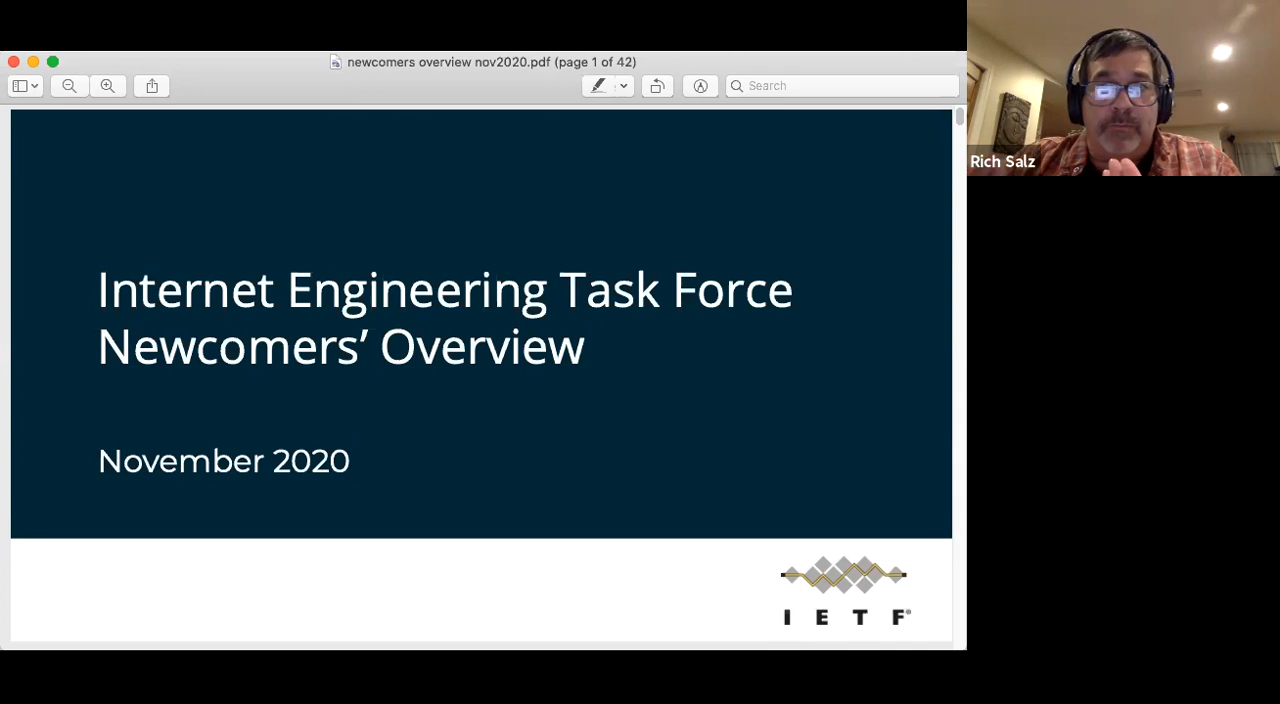 newcomers overview nov2020.pdf (page 1 of 42)
Search
Rich Salz
Internet Engineering Task Force
Newcomers’ Overview
November 2020
I E T F®